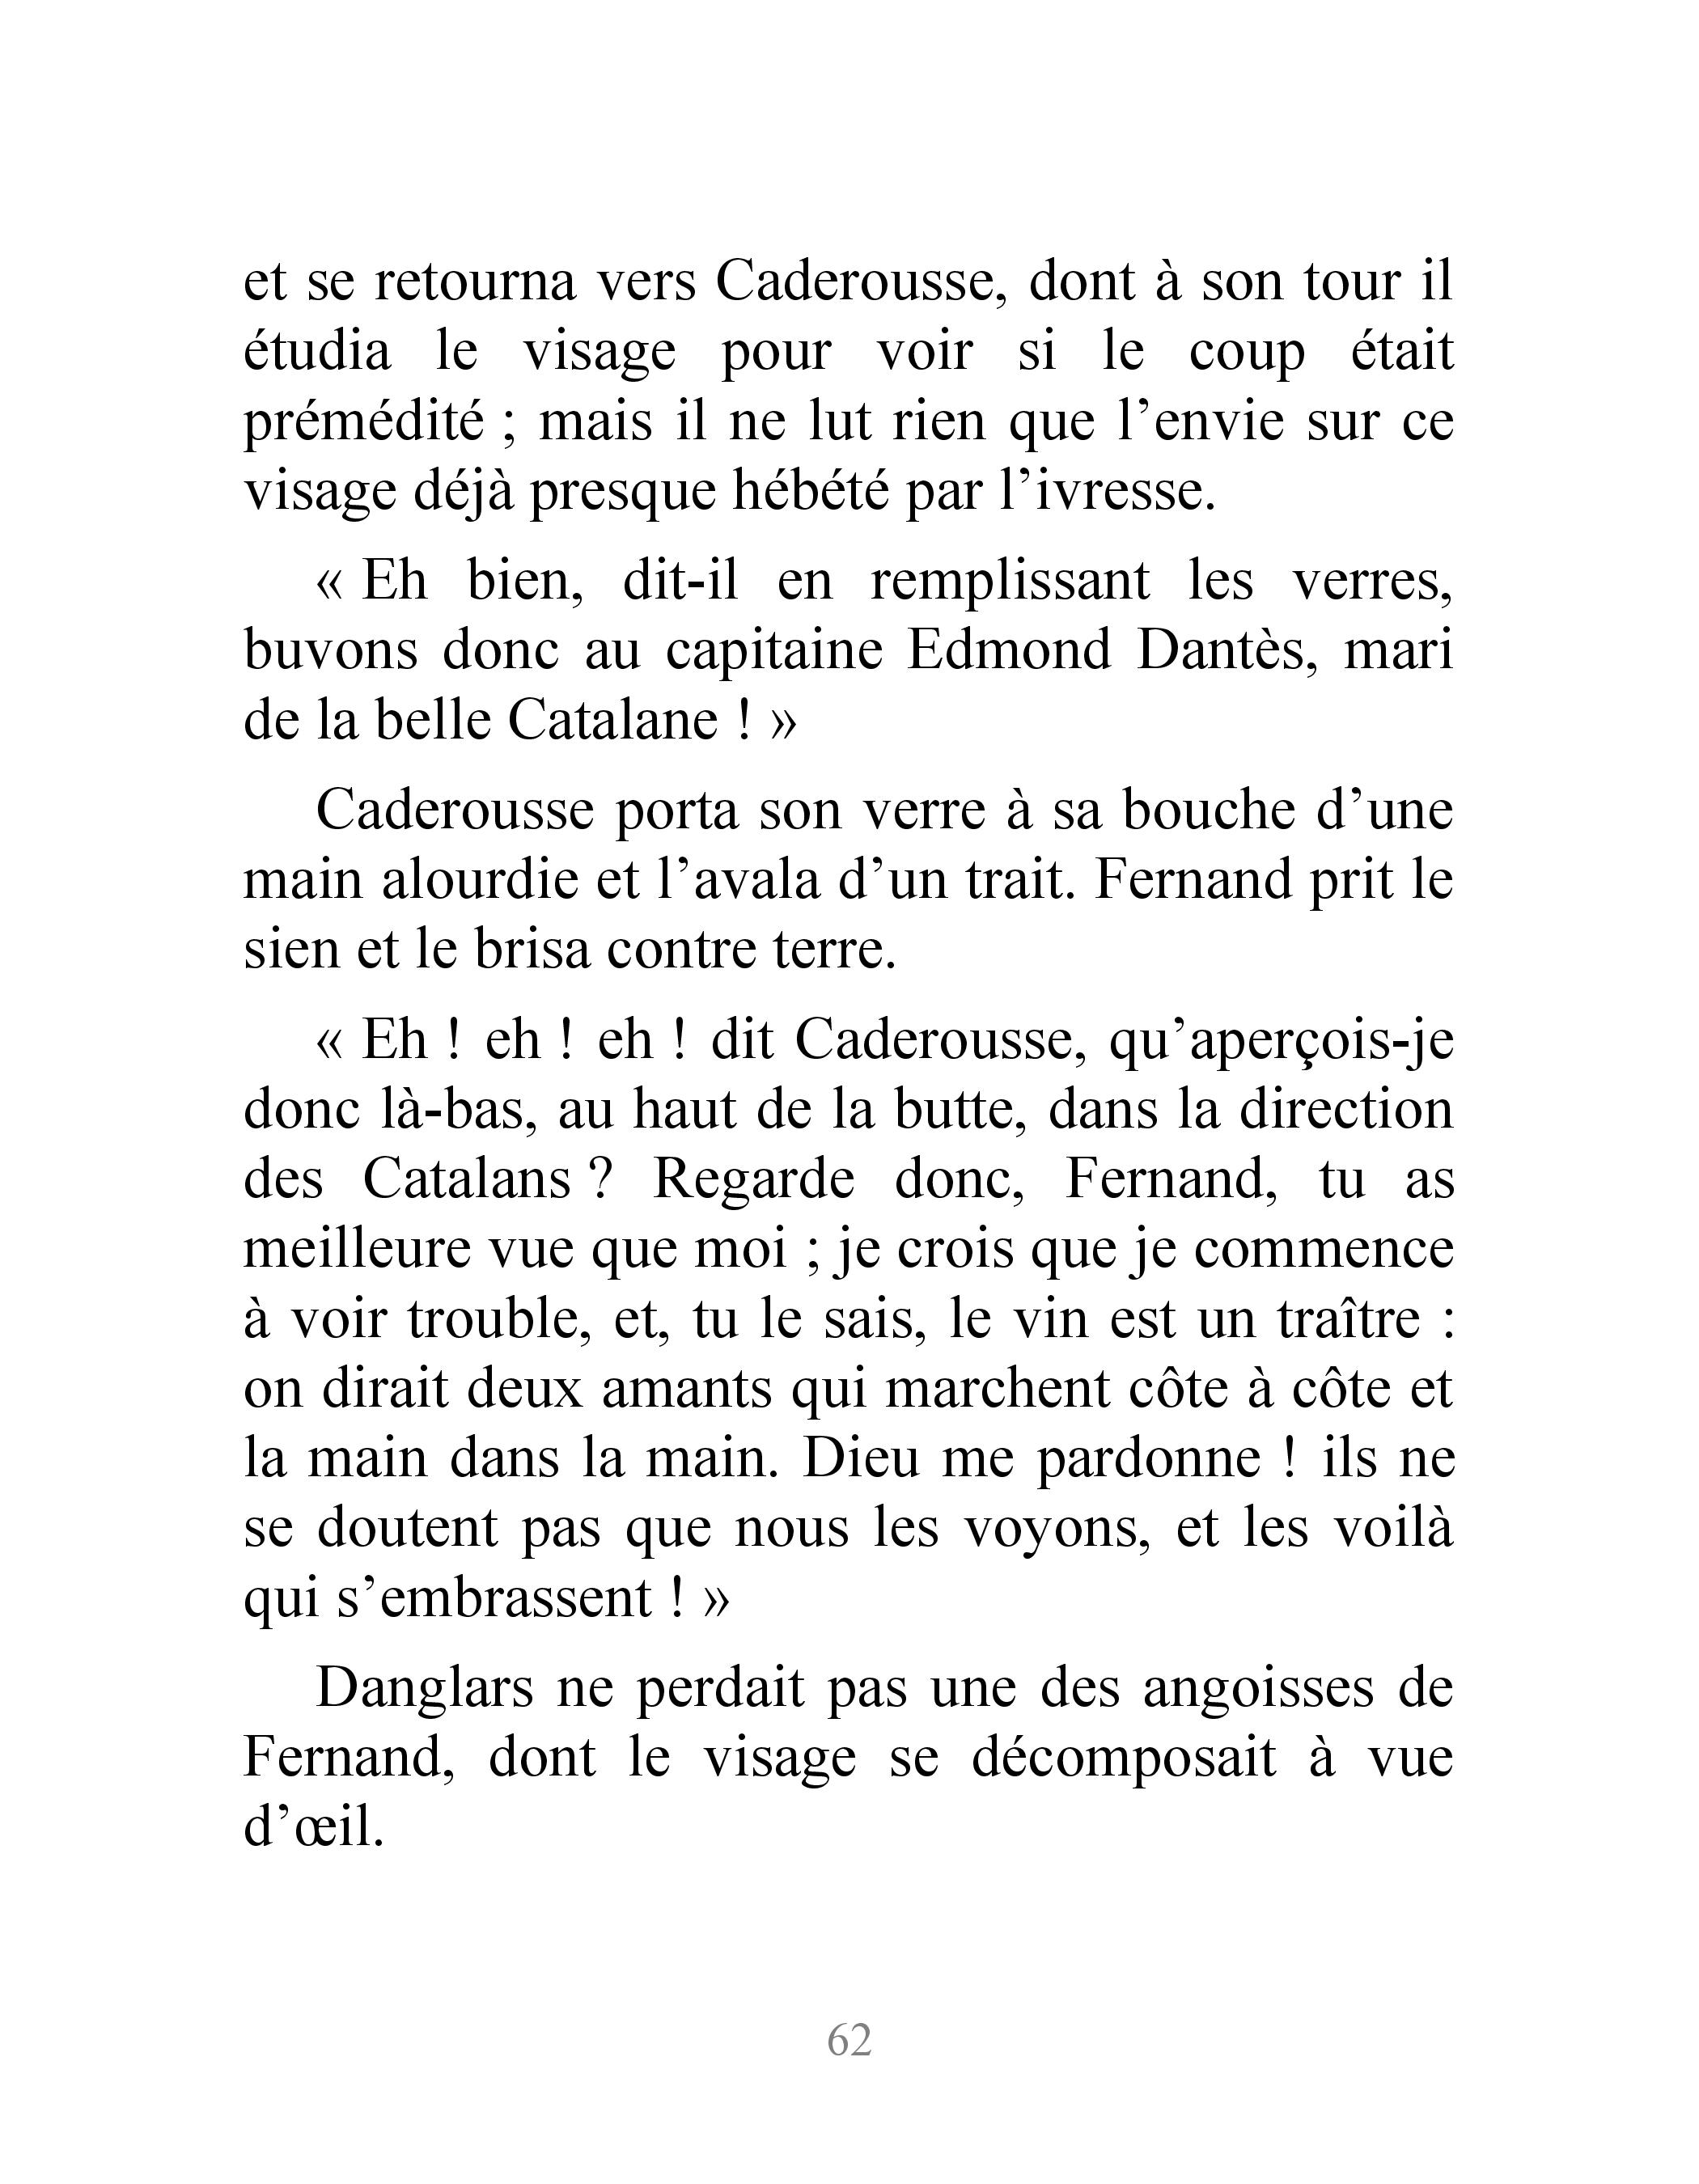 et se retourna vers Caderousse, dont à son tour il
étudia le visage pour voir si le coup était
prémédité ; mais il ne lut rien que l’envie sur ce
visage déjà presque hébété par l’ivresse.
« Eh bien, dit-il en remplissant les verres,
buvons donc au capitaine Edmond Dantès, mari
de la belle Catalane ! »
Caderousse porta son verre à sa bouche d’une
main alourdie et l’avala d’un trait. Fernand prit le
sien et le brisa contre terre.
« Eh ! eh ! eh ! dit Caderousse, qu’aperçois-je
donc là-bas, au haut de la butte, dans la direction
des Catalans ? Regarde donc, Fernand, tu as
meilleure vue que moi ; je crois que je commence
à voir trouble, et, tu le sais, le vin est un traître :
on dirait deux amants qui marchent côte à côte et
la main dans la main. Dieu me pardonne ! ils ne
se doutent pas que nous les voyons, et les voilà
qui s’embrassent ! »
Danglars ne perdait pas une des angoisses de
Fernand, dont le visage se décomposait à vue
d’œil.
62